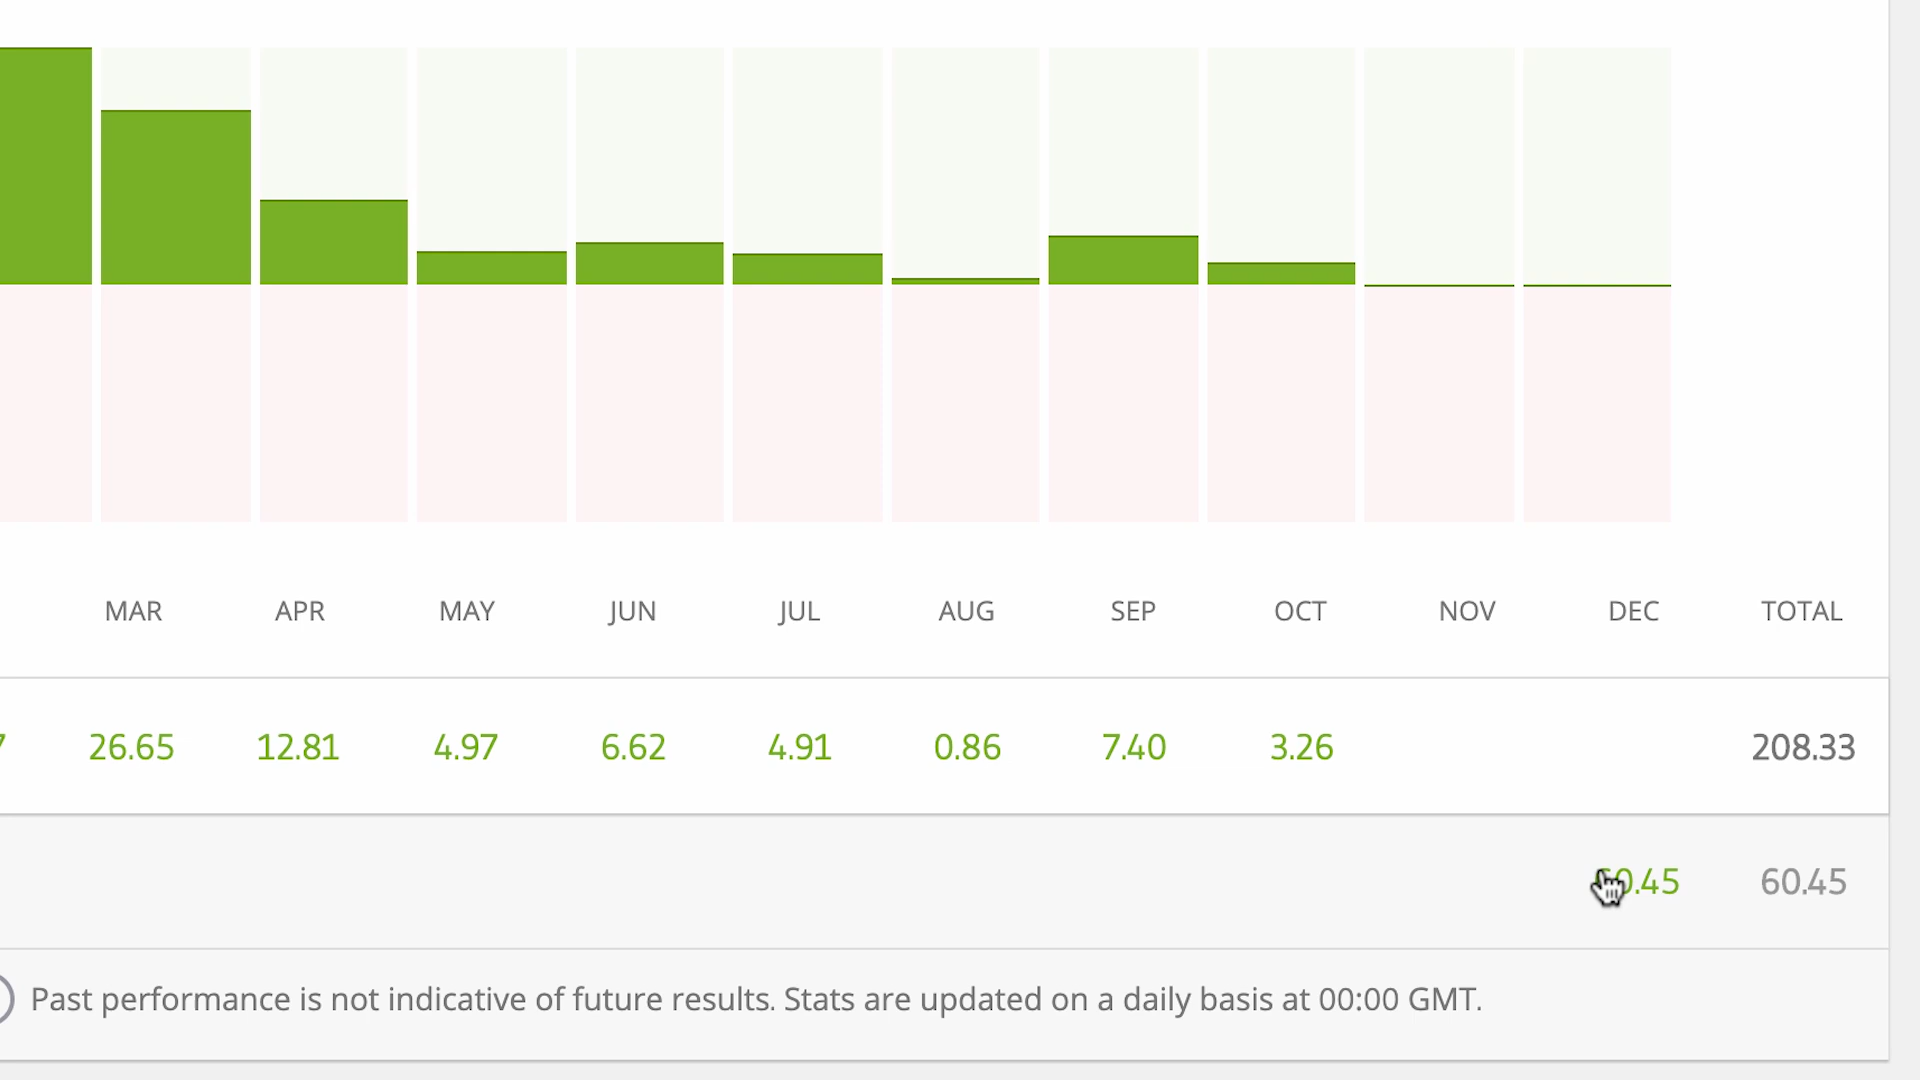 MAR APR MAY JUN JUL AUG SEP OCT NOV DEC TOTAL
26.65 12.81 4.97 6.62 4.91 0.86 7.40 3.26 208.33
60.45 60.45
Past performance is not indicative of future results. Stats are updated on a daily basis at 00:00 GMT.